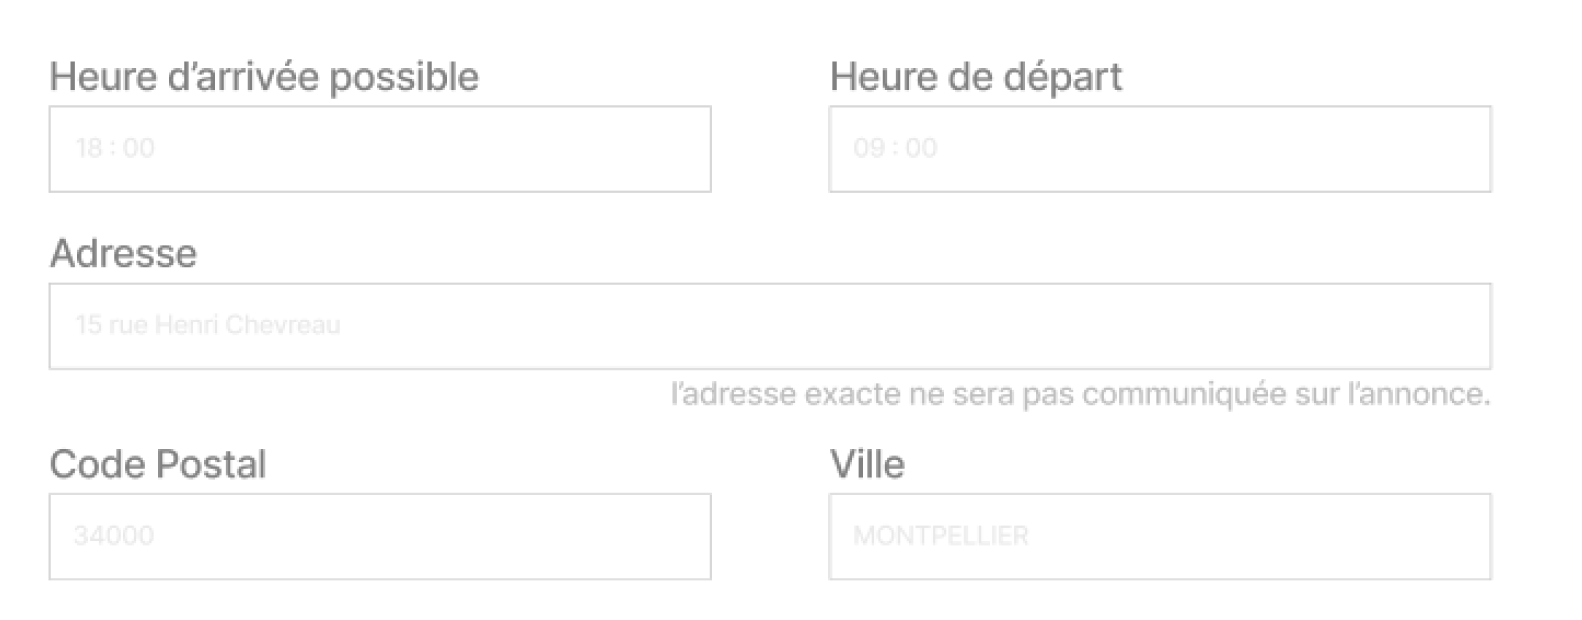 Heure d’arrivée possible
Heure de départ
18 : 00
09 : 00
Adresse
15 rue Henri Chevreau
l’adresse exacte ne sera pas communiquée sur l’annonce.
Code Postal
Ville
34000
MONTPELLIER